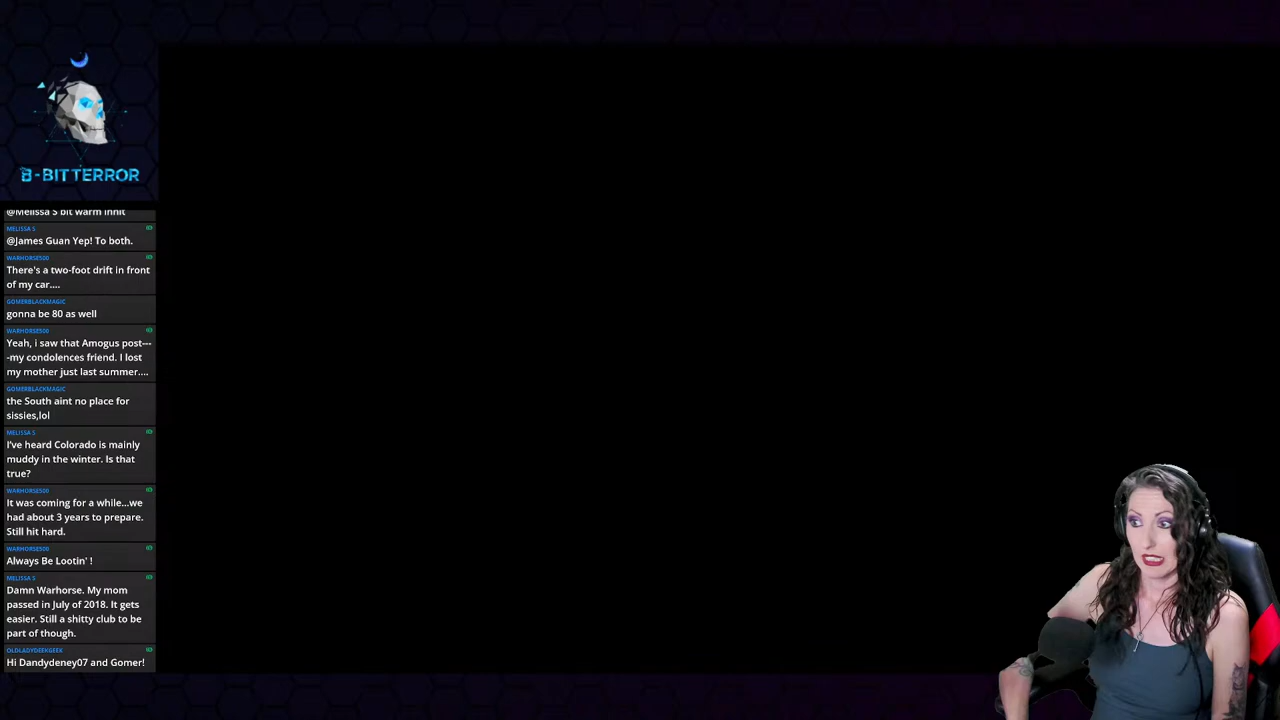 8-BITTERROR
@Melissa S bit warm innit
MELISSA S
@James Guan Yep! To both.
WARHORSE500
There's a two-foot drift in front
of my car....
GOMERBLACKMAGIC
gonna be 80 as well
WARHORSE500
Yeah, i saw that Amogus post---
-my condolences friend. I lost
my mother just last summer....
GOMERBLACKMAGIC
the South aint no place for
sissies,lol
MELISSA S
I've heard Colorado is mainly
muddy in the winter. Is that
true?
WARHORSE500
It was coming for a while...we
had about 3 years to prepare.
Still hit hard.
WARHORSE500
Always Be Lootin' !
MELISSA S
Damn Warhorse. My mom
passed in July of 2018. It gets
easier. Still a shitty club to be
part of though.
OLDLADYDEEKGEEK
Hi Dandydeney07 and Gomer!